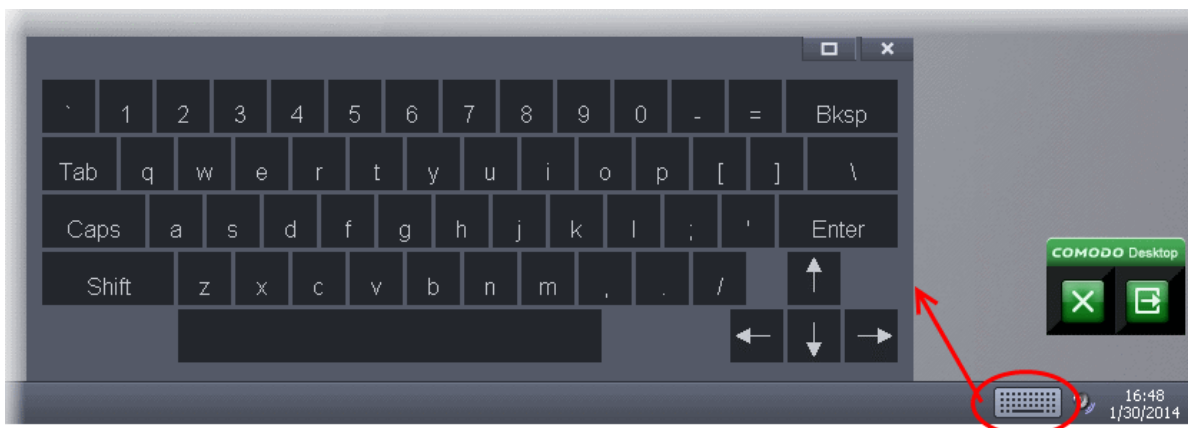 ` 1 2 3 4 5 6 7 8 9 0 - = Bksp
Tab q w e r t y u i o p [ ] \
Caps a s d f g h j k l ; ' Enter
Shift z x c v b n m , . /
COMODO Desktop
16:48
1/30/2014